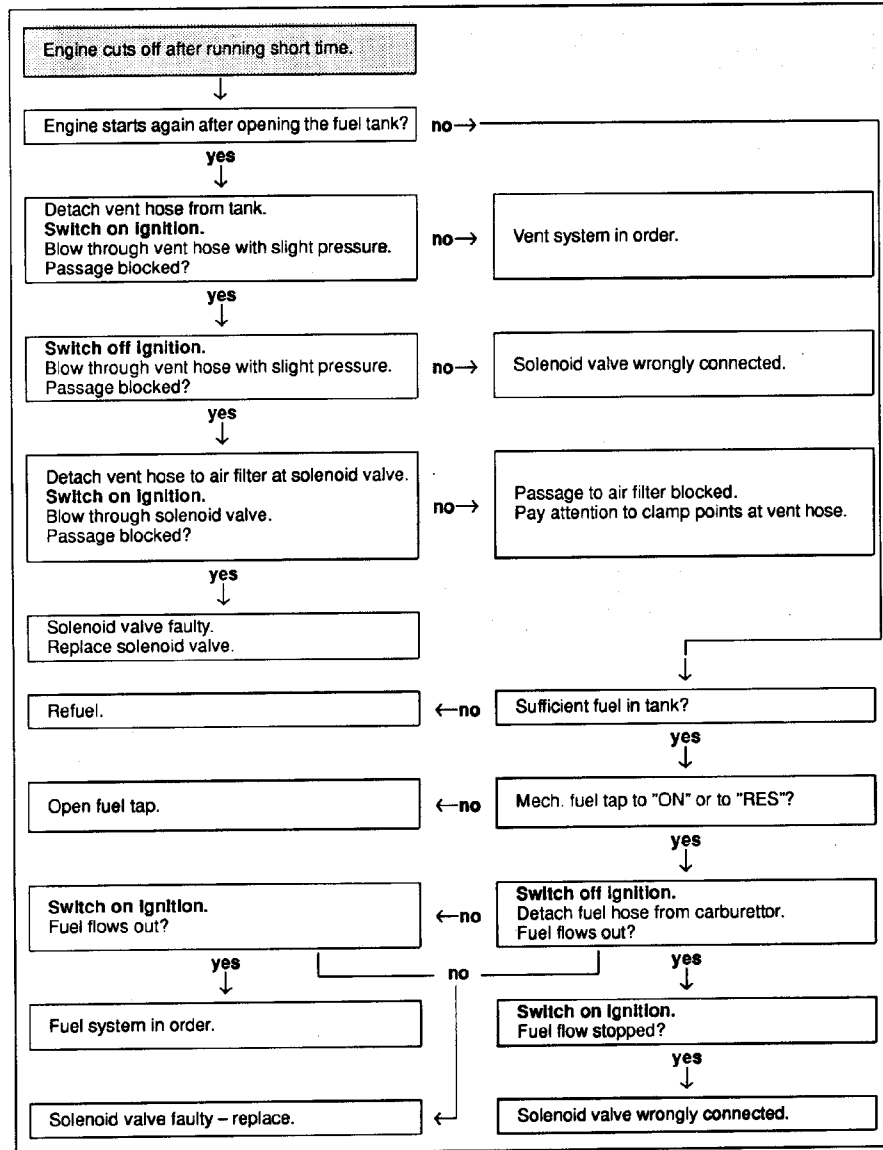 Engine cuts off after running short time.
↓
Engine starts again after opening the fuel tank?
no→
yes
↓
Detach vent hose from tank.
Switch on ignition.
Blow through vent hose with slight pressure.
Passage blocked?
no→
Vent system in order.
yes
↓
Switch off ignition.
Blow through vent hose with slight pressure.
Passage blocked?
no→
Solenoid valve wrongly connected.
yes
↓
Detach vent hose to air filter at solenoid valve.
Switch on ignition.
Blow through solenoid valve.
Passage blocked?
no→
Passage to air filter blocked.
Pay attention to clamp points at vent hose.
yes
↓
Solenoid valve faulty.
Replace solenoid valve.
↓
Sufficient fuel in tank?
←no
Refuel.
yes
↓
Mech. fuel tap to "ON" or to "RES"?
←no
Open fuel tap.
yes
↓
Switch off ignition.
Detach fuel hose from carburettor.
Fuel flows out?
←no
Switch on ignition.
Fuel flows out?
yes
↓
no
yes
↓
Fuel system in order.
Switch on ignition.
Fuel flow stopped?
yes
↓
Solenoid valve faulty – replace.
←
Solenoid valve wrongly connected.